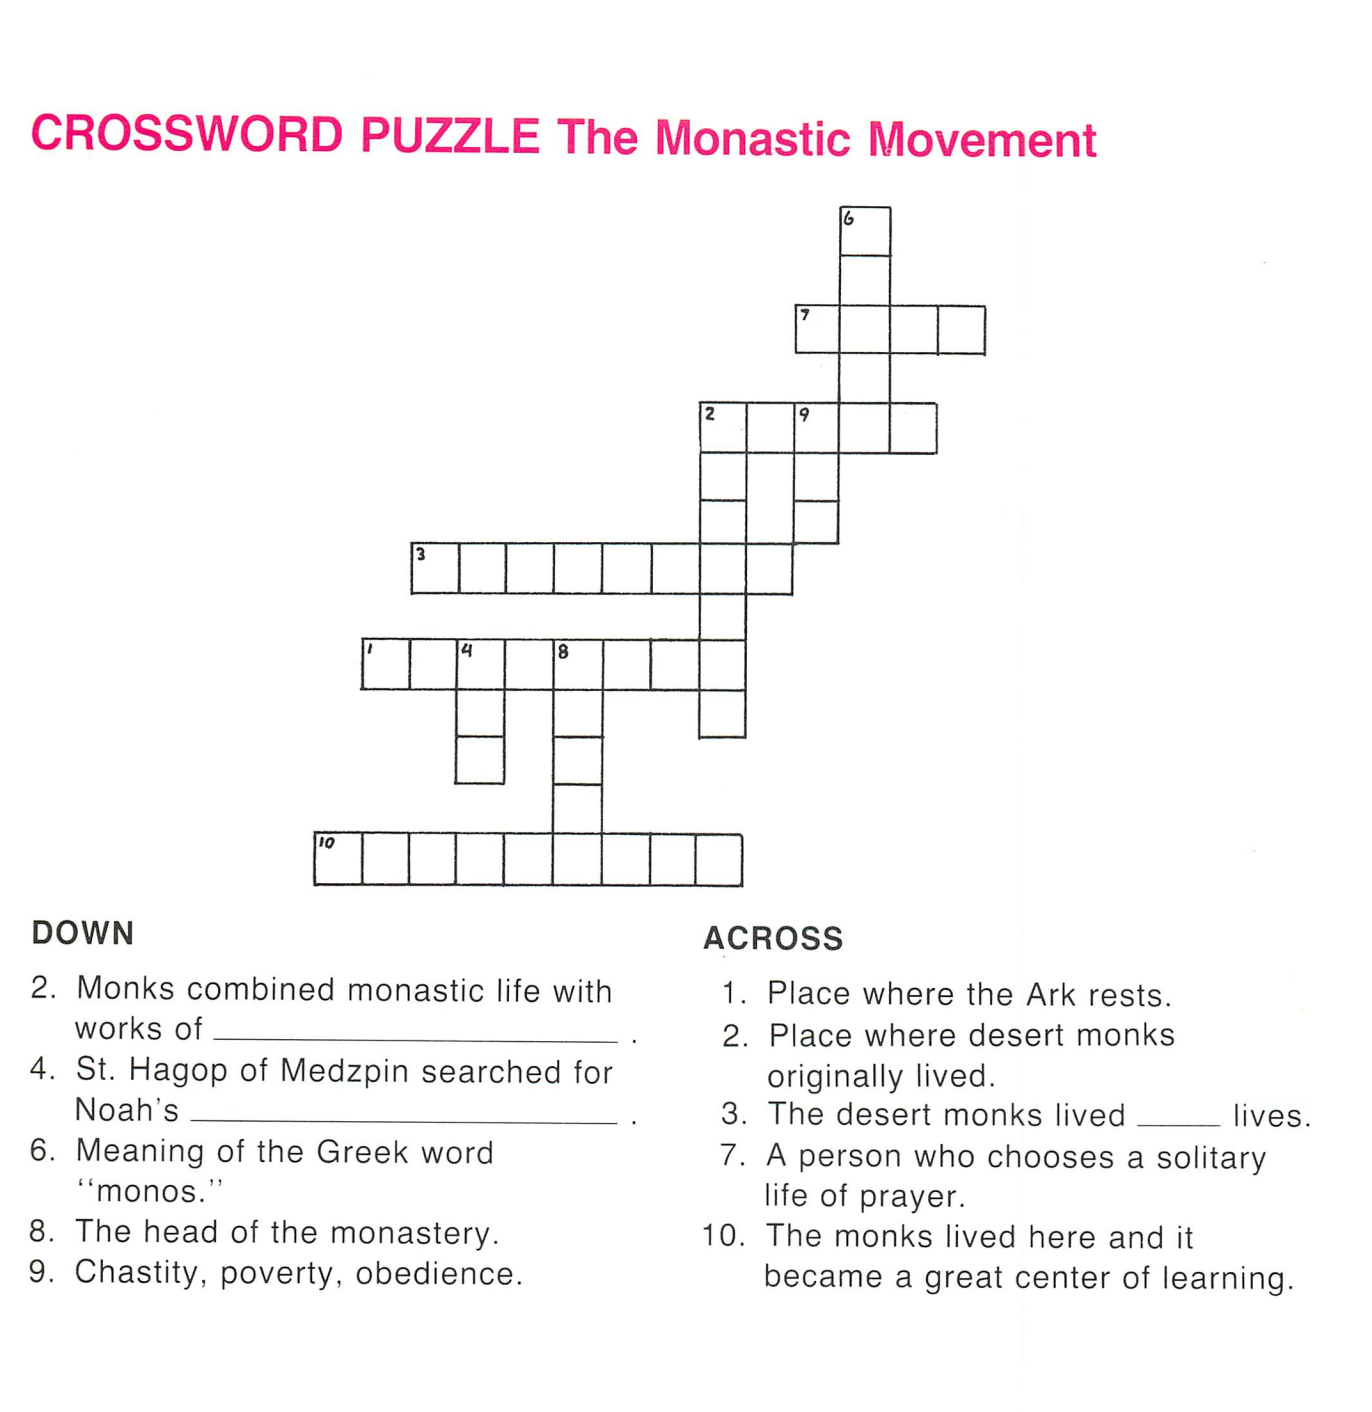 CROSSWORD PUZZLE The Monastic Movement
6
7
2 9
3
1 4 8
10
DOWN
2. Monks combined monastic life with
works of ____________________ .
4. St. Hagop of Medzpin searched for
Noah's ____________________ .
6. Meaning of the Greek word
‘‘monos.’’
8. The head of the monastery.
9. Chastity, poverty, obedience.
ACROSS
1. Place where the Ark rests.
2. Place where desert monks
originally lived.
3. The desert monks lived _____ lives.
7. A person who chooses a solitary
life of prayer.
10. The monks lived here and it
became a great center of learning.